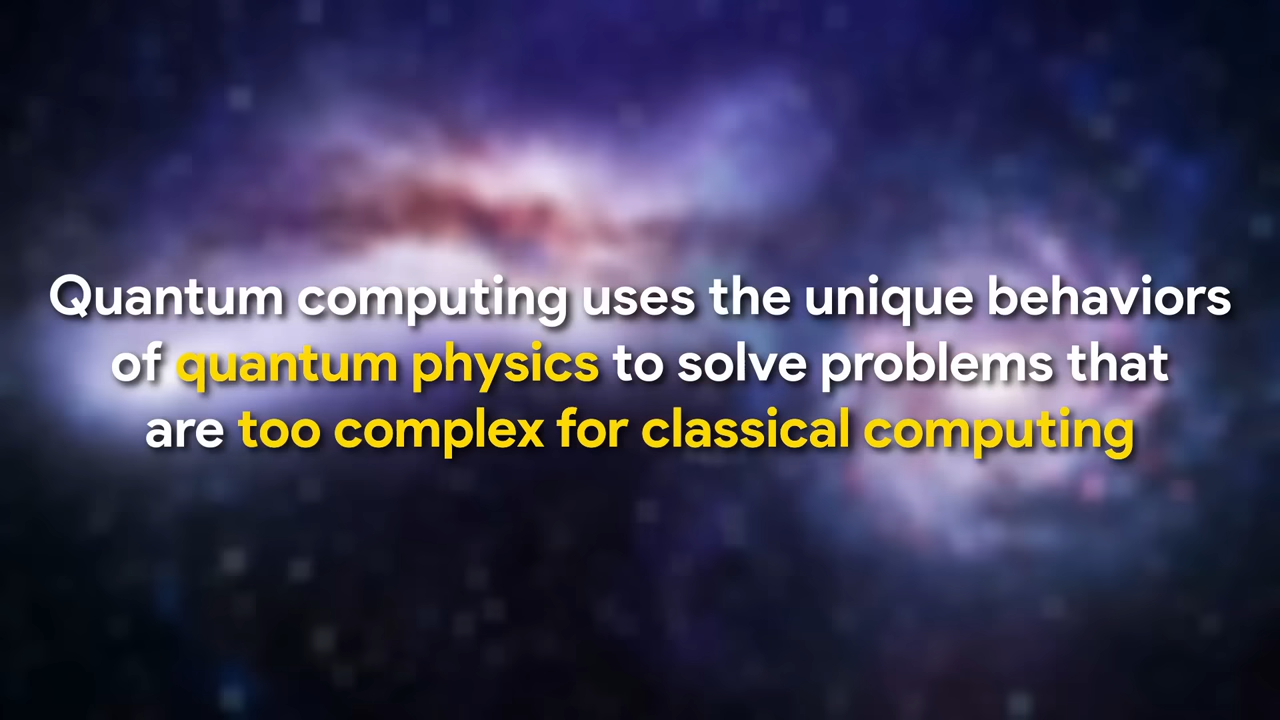 Quantum computing uses the unique behaviors
of quantum physics to solve problems that
are too complex for classical computing